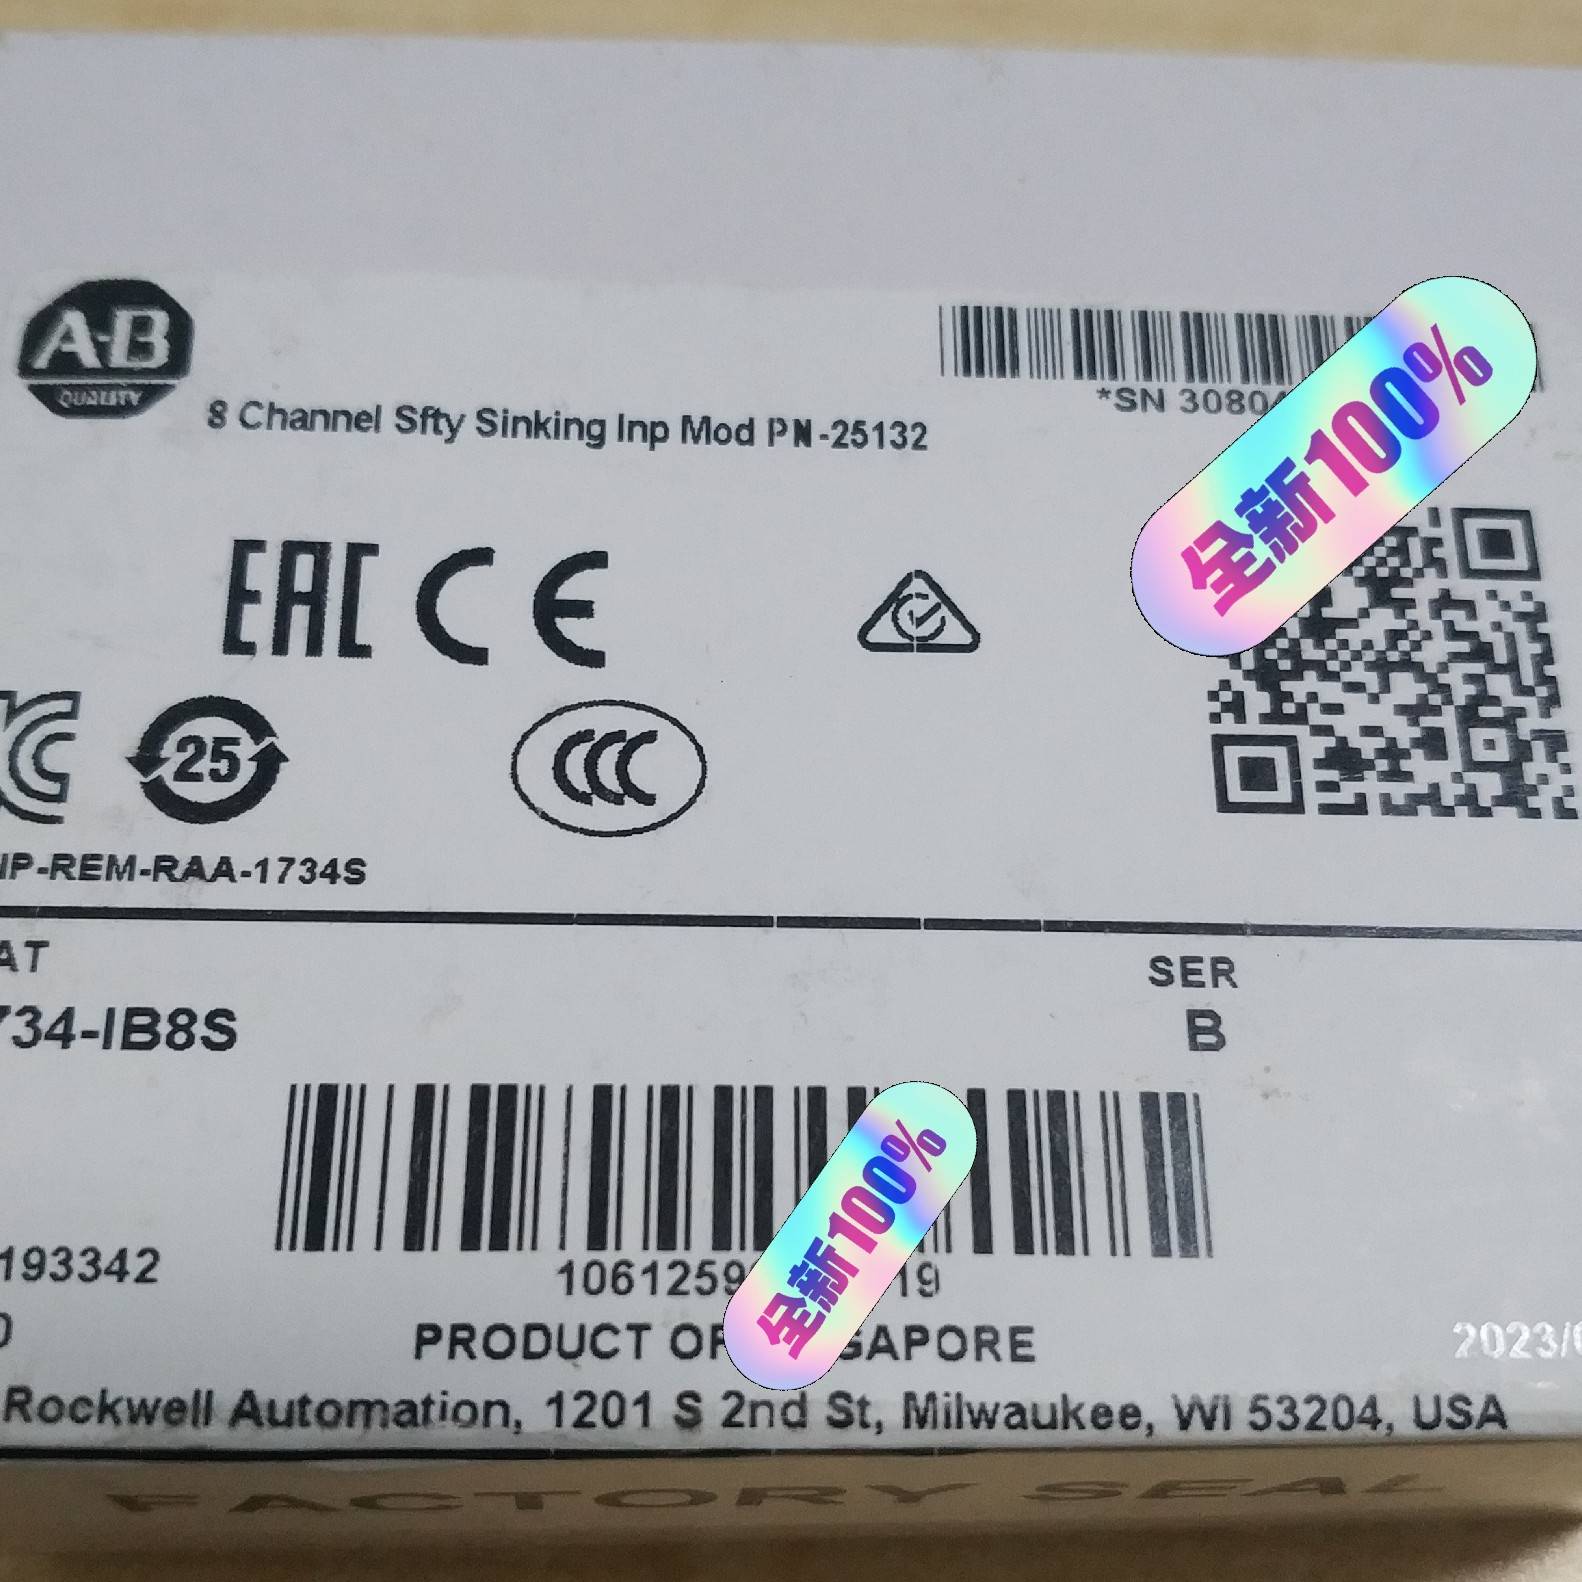 A-B
QUALITY
8 Channel Sfty Sinking Inp Mod PN-25132
*SN 3080
全新100%
EAC CE
25
CCC
IP-REM-RAA-1734S
AT
SER
734-IB8S
B
193342
1061259
19
全新100%
PRODUCT OF
GAPORE
2023/0
Rockwell Automation, 1201 S 2nd St, Milwaukee, WI 53204, USA
FACTORY SEAL